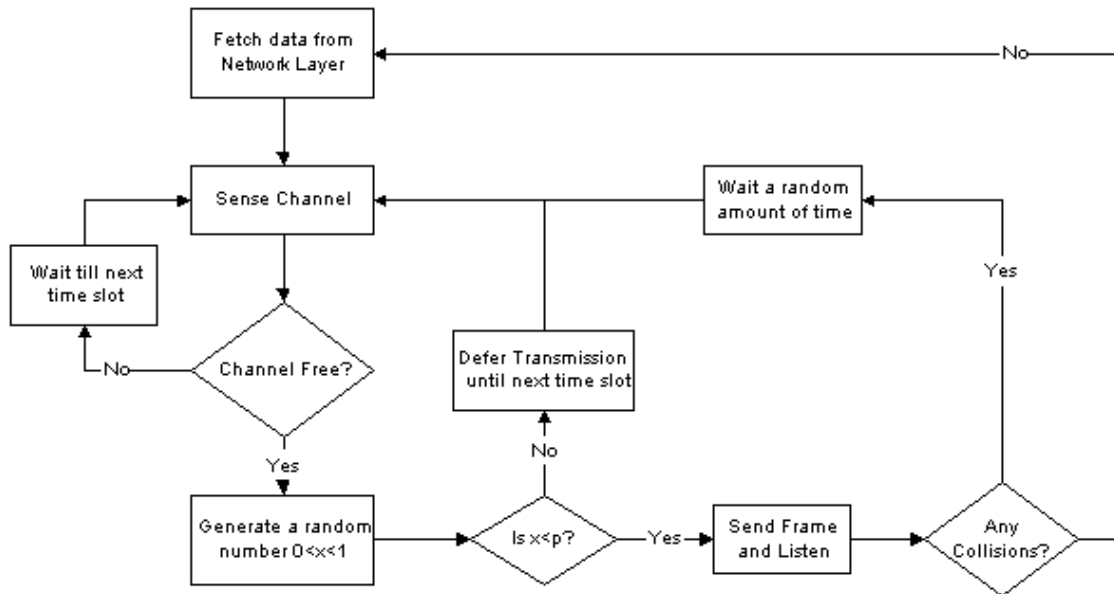 Fetch data from
Network Layer
No
Sense Channel
Wait a random
amount of time
Wait till next
time slot
Yes
Channel Free?
No
Defer Transmission
until next time slot
Yes
No
Generate a random
number 0<x<1
Is x<p?
Yes
Send Frame
and Listen
Any
Collisions?